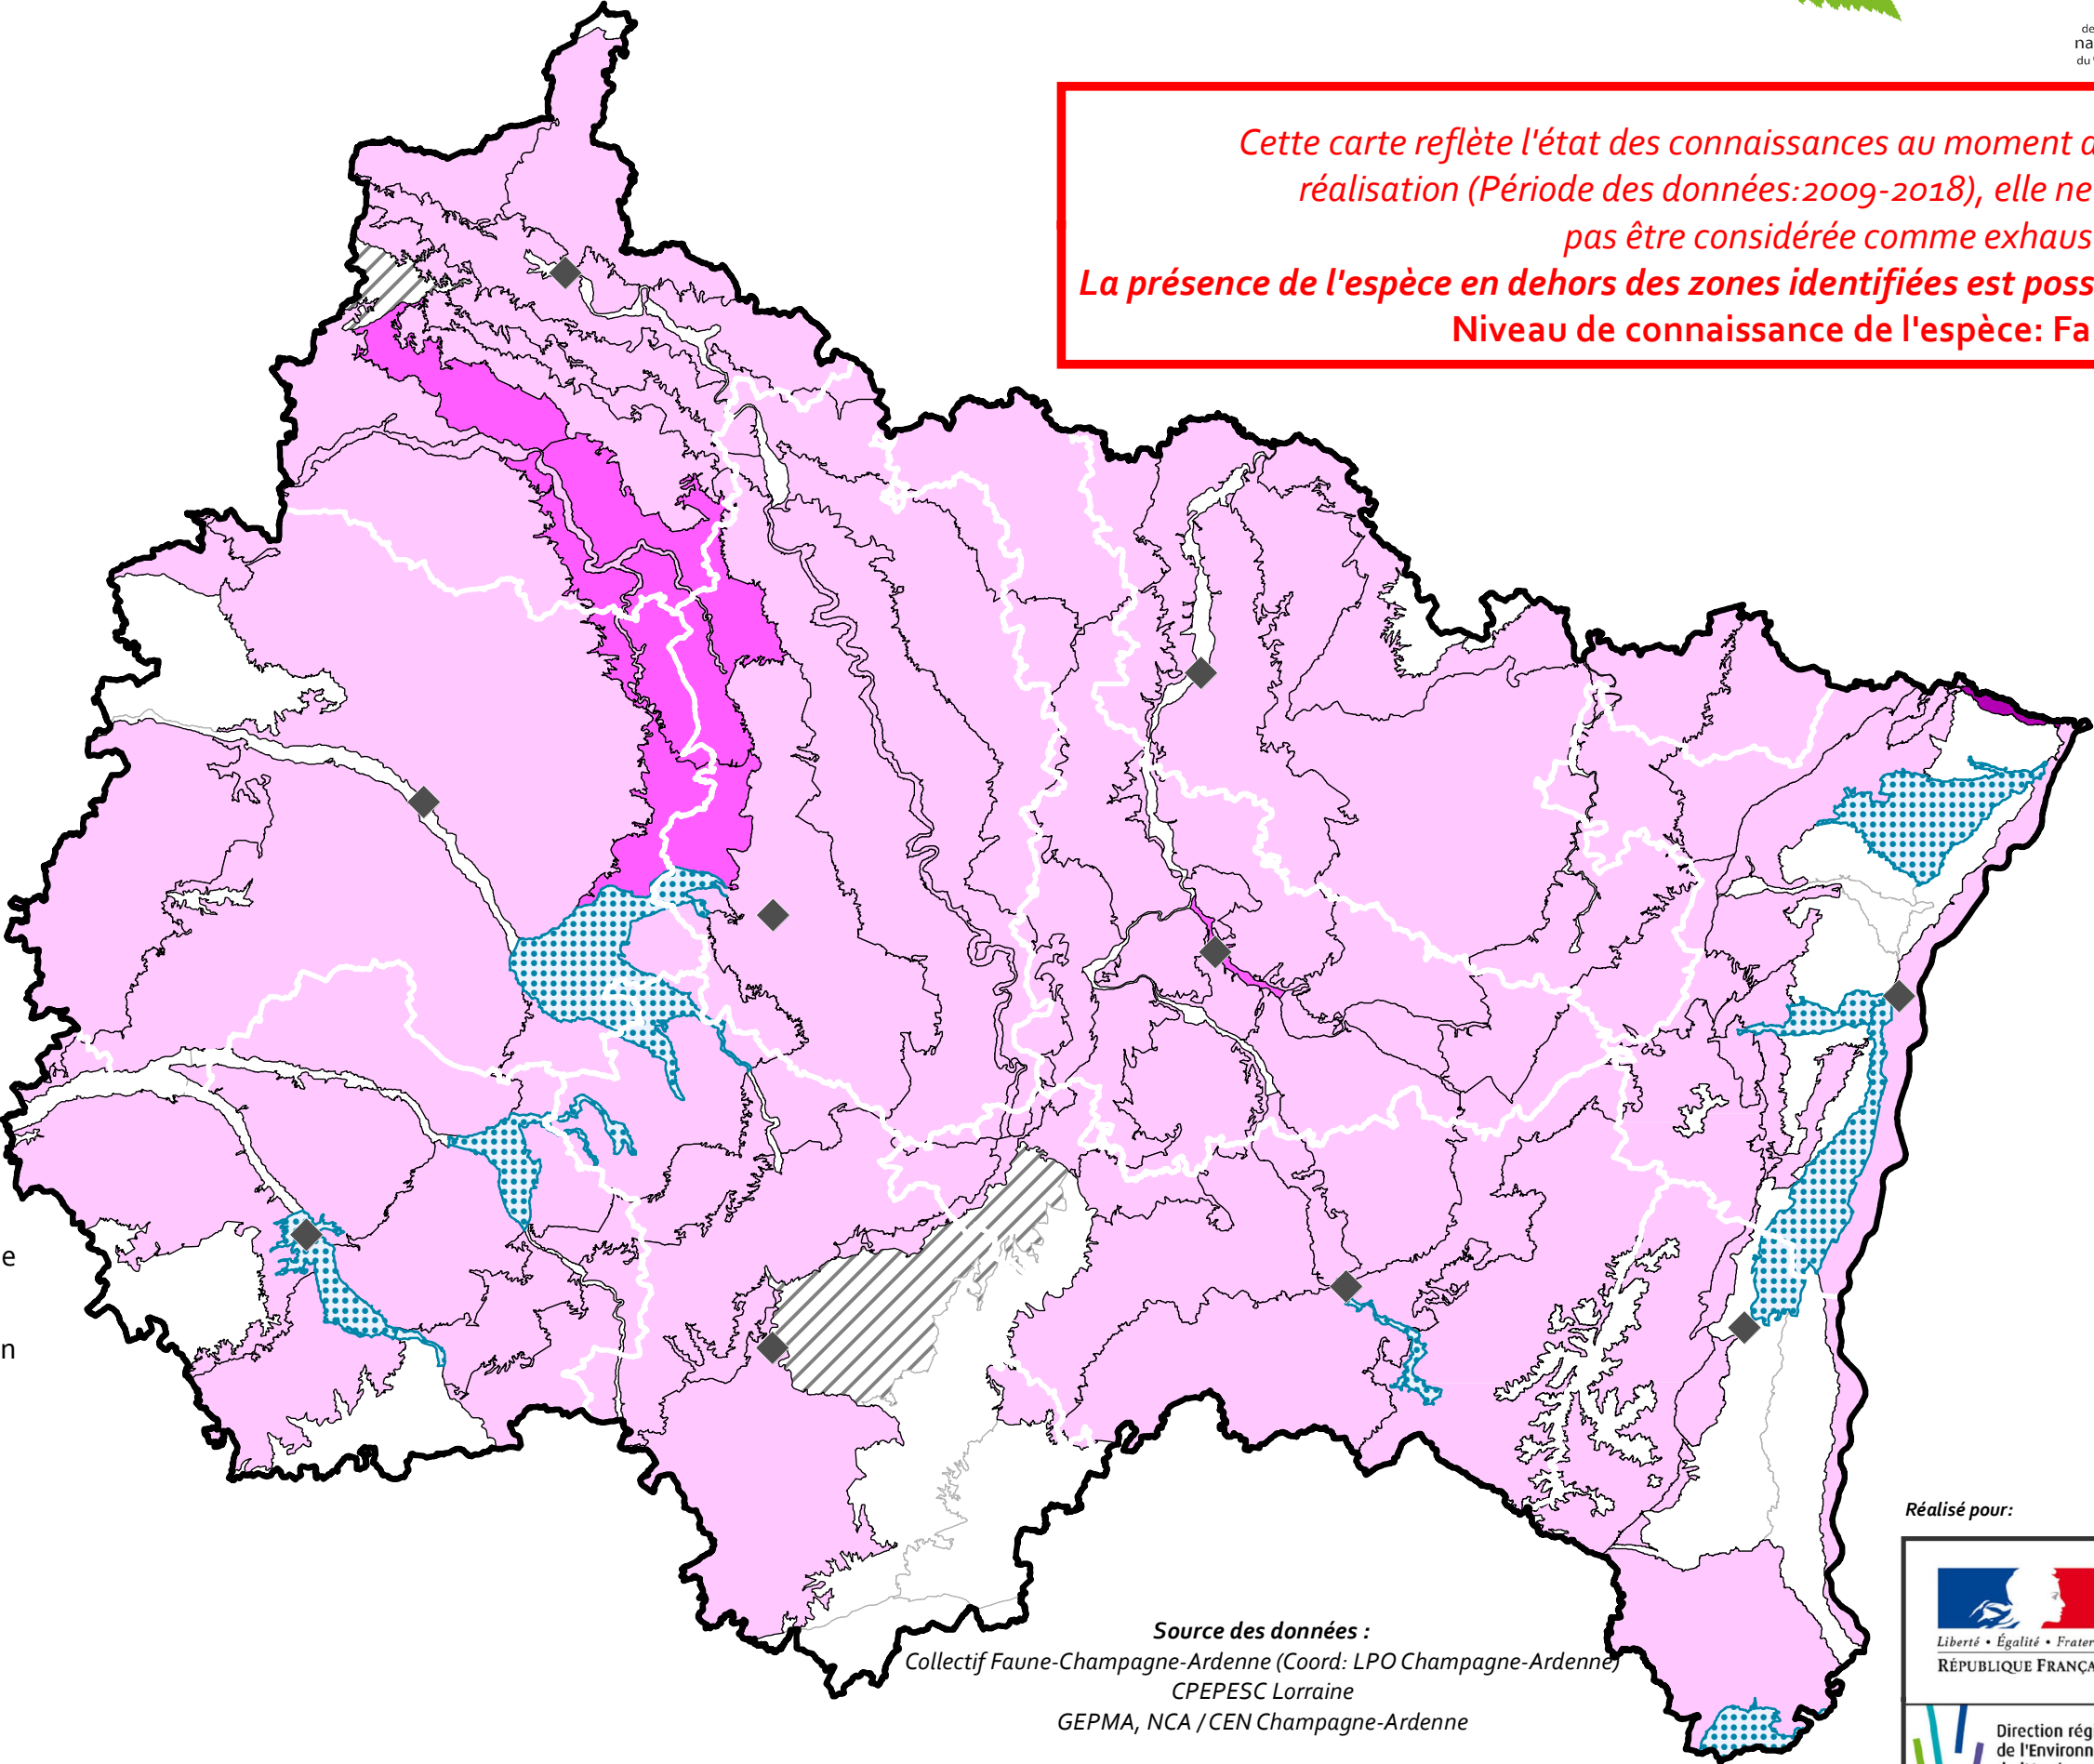 de
na
du
Cette carte reflète l'état des connaissances au moment d
réalisation (Période des données:2009-2018), elle ne
pas être considérée comme exhaus
La présence de l'espèce en dehors des zones identifiées est poss
Niveau de connaissance de l'espèce: Fa
e
n
Réalisé pour:
Source des données :
Collectif Faune-Champagne-Ardenne (Coord: LPO Champagne-Ardenne)
CPEPESC Lorraine
GEPMA, NCA / CEN Champagne-Ardenne
Liberté • Égalité • Frater
RÉPUBLIQUE FRANÇA
Direction rég
de l'Environn